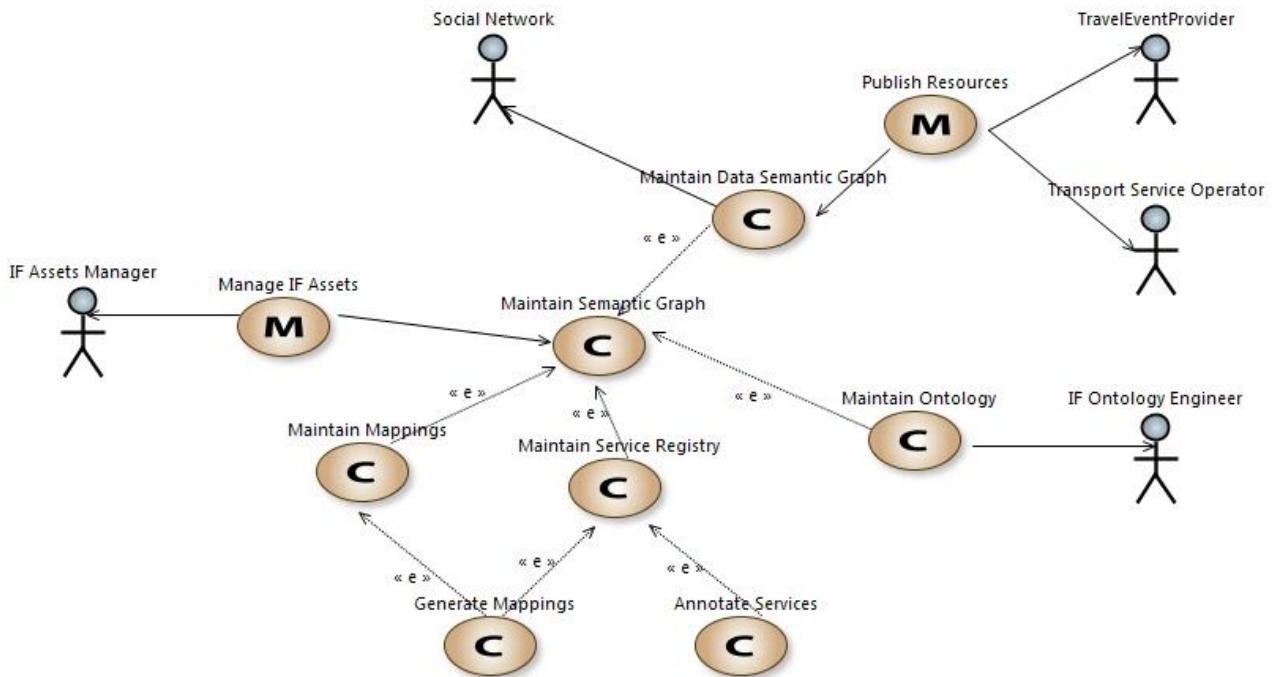 Social Network
TravelEventProvider
Publish Resources
M
Maintain Data Semantic Graph
C
Transport Service Operator
« e »
IF Assets Manager
Manage IF Assets
M
Maintain Semantic Graph
C
« e »
« e »
« e »
Maintain Ontology
C
IF Ontology Engineer
Maintain Mappings
C
Maintain Service Registry
C
« e »
« e »
« e »
Generate Mappings
C
Annotate Services
C